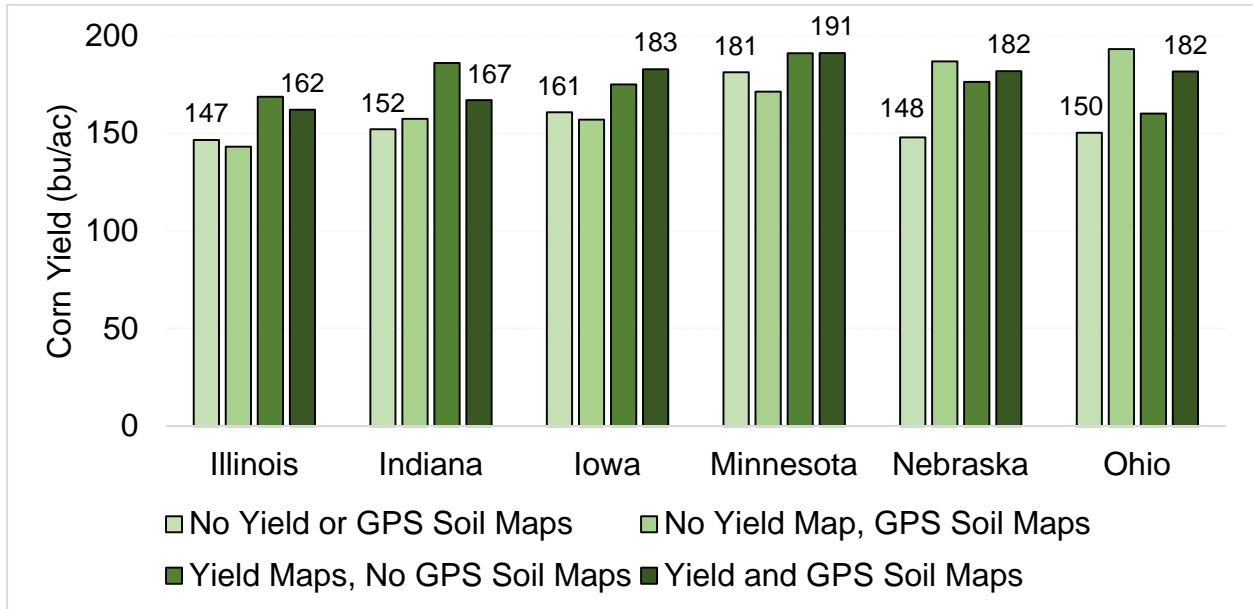 Corn Yield (bu/ac)
200
150
100
50
0
147
162
152
167
161
183
181
191
148
182
150
182
Illinois
Indiana
Iowa
Minnesota
Nebraska
Ohio
No Yield or GPS Soil Maps
No Yield Map, GPS Soil Maps
Yield Maps, No GPS Soil Maps
Yield and GPS Soil Maps